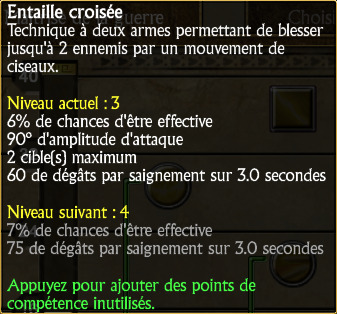 Entaille croisée
Technique à deux armes permettant de blesser
jusqu'à 2 ennemis par un mouvement de
ciseaux.
Niveau actuel : 3
6% de chances d'être effective
90° d'amplitude d'attaque
2 cible(s) maximum
60 de dégâts par saignement sur 3.0 secondes
Niveau suivant : 4
7% de chances d'être effective
75 de dégâts par saignement sur 3.0 secondes
Appuyez pour ajouter des points de
compétence inutilisés.